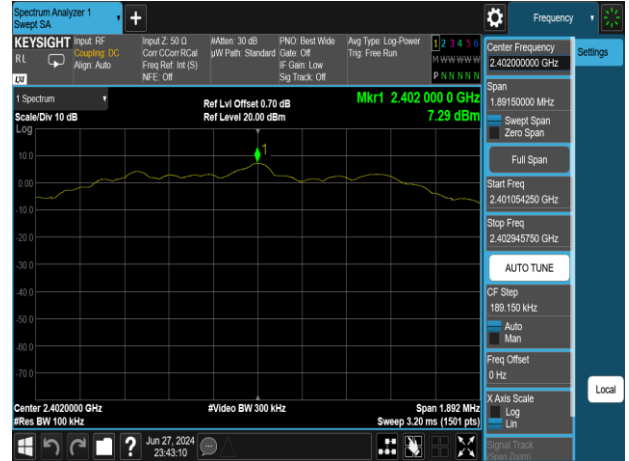 Spectrum Analyzer 1
Swept SA
Frequency
KEYSIGHT
RL
LXI
Input: RF
Coupling: DC
Align: Auto
Input Z: 50 Ω
Corr CCorr RCal
Freq Ref: Int (S)
NFE: Off
#Atten: 30 dB
µW Path: Standard
PNO: Best Wide
Gate: Off
IF Gain: Low
Sig Track: Off
Avg Type: Log-Power
Trig: Free Run
1 2 3 4 5 6
M W W W W W
P N N N N N
1 Spectrum
Scale/Div 10 dB
Log
Ref Lvl Offset 0.70 dB
Ref Level 20.00 dBm
Mkr1 2.402 000 0 GHz
7.29 dBm
1
10.0
0.00
-10.0
-20.0
-30.0
-40.0
-50.0
-60.0
-70.0
Center 2.4020000 GHz
#Res BW 100 kHz
#Video BW 300 kHz
Span 1.892 MHz
Sweep 3.20 ms (1501 pts)
Jun 27, 2024
23:43:10
Center Frequency
2.402000000 GHz
Settings
Span
1.89150000 MHz
Swept Span
Zero Span
Full Span
Start Freq
2.401054250 GHz
Stop Freq
2.402945750 GHz
AUTO TUNE
CF Step
189.150 kHz
Auto
Man
Freq Offset
0 Hz
X Axis Scale
Log
Lin
Local
Signal Track
(Span Zoom)